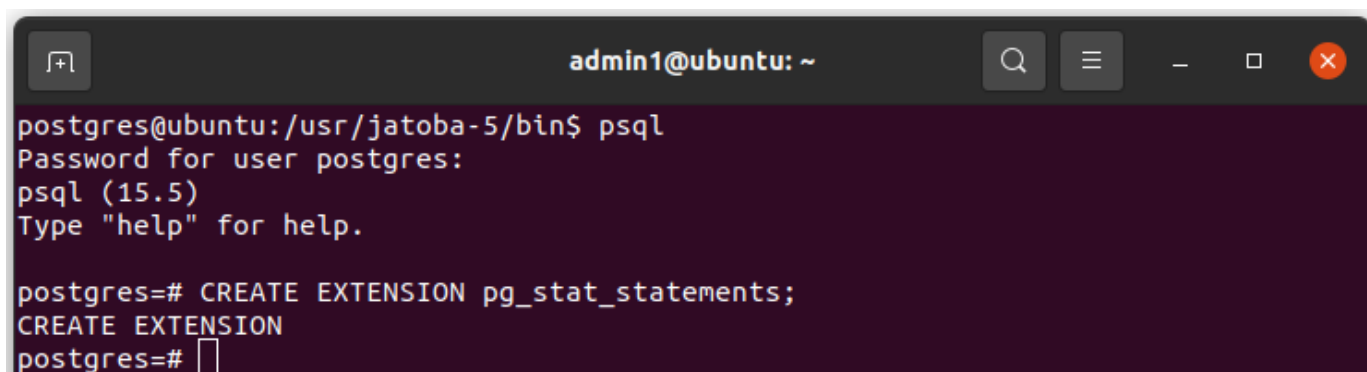 admin1@ubuntu: ~
postgres@ubuntu:/usr/jatoba-5/bin$ psql
Password for user postgres:
psql (15.5)
Type "help" for help.
postgres=# CREATE EXTENSION pg_stat_statements;
CREATE EXTENSION
postgres=#